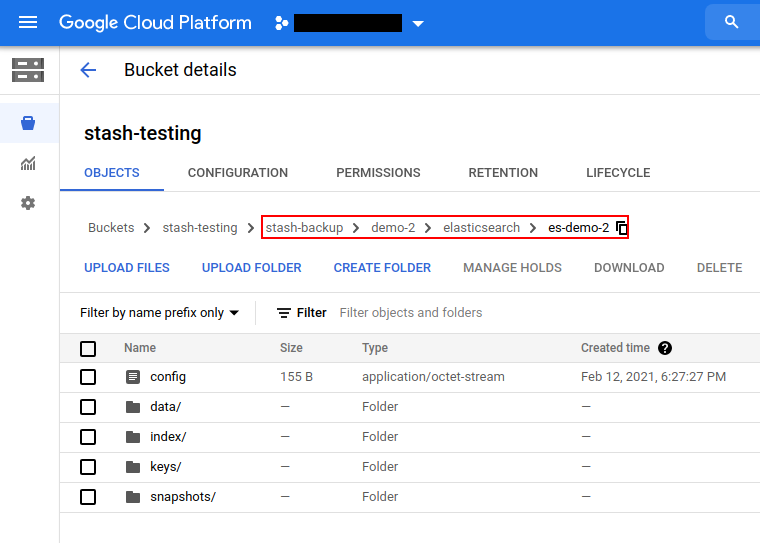 Google Cloud Platform
Bucket details
stash-testing
OBJECTS CONFIGURATION PERMISSIONS RETENTION LIFECYCLE
Buckets > stash-testing > stash-backup > demo-2 > elasticsearch > es-demo-2
UPLOAD FILES UPLOAD FOLDER CREATE FOLDER MANAGE HOLDS DOWNLOAD DELETE
Filter by name prefix only Filter Filter objects and folders
Name Size Type Created time ?
config 155 B application/octet-stream Feb 12, 2021, 6:27:27 PM
data/ — Folder —
index/ — Folder —
keys/ — Folder —
snapshots/ — Folder —